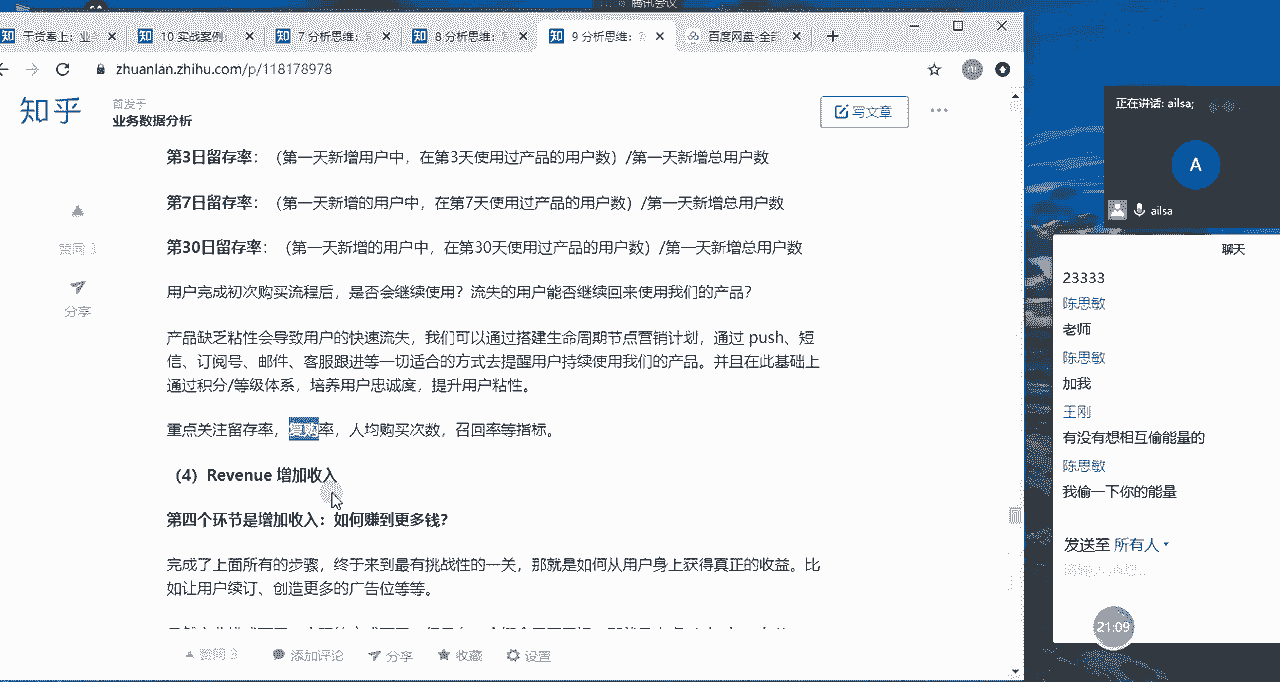 腾讯会议
干货奉上：业
10 实战案例：
7 分析思维：
8 分析思维：
9 分析思维：
百度网盘-全部
zhuanlan.zhihu.com/p/118178978
知乎
首发于
业务数据分析
写文章
第3日留存率：（第一天新增用户中，在第3天使用过产品的用户数）/第一天新增总用户数
第7日留存率：（第一天新增的用户中，在第7天使用过产品的用户数）/第一天新增总用户数
第30日留存率：（第一天新增的用户中，在第30天使用过产品的用户数）/第一天新增总用户数
赞同 3
分享
用户完成初次购买流程后，是否会继续使用？流失的用户能否继续回来使用我们的产品？
产品缺乏粘性会导致用户的快速流失，我们可以通过搭建生命周期节点营销计划，通过 push、短
信、订阅号、邮件、客服跟进等一切适合的方式去提醒用户持续使用我们的产品。并且在此基础上
通过积分/等级体系，培养用户忠诚度，提升用户粘性。
重点关注留存率，复购率，人均购买次数，召回率等指标。
（4）Revenue 增加收入
第四个环节是增加收入：如何赚到更多钱？
完成了上面所有的步骤，终于来到最有挑战性的一关，那就是如何从用户身上获得真正的收益。比
如让用户续订、创造更多的广告位等等。
赞同 3
添加评论
分享
收藏
设置
正在讲话: ailsa;
A
ailsa
聊天
23333
陈思敏
老师
陈思敏
加我
王刚
有没有想相互偷能量的
陈思敏
我偷一下你的能量
发送至 所有人
21:09